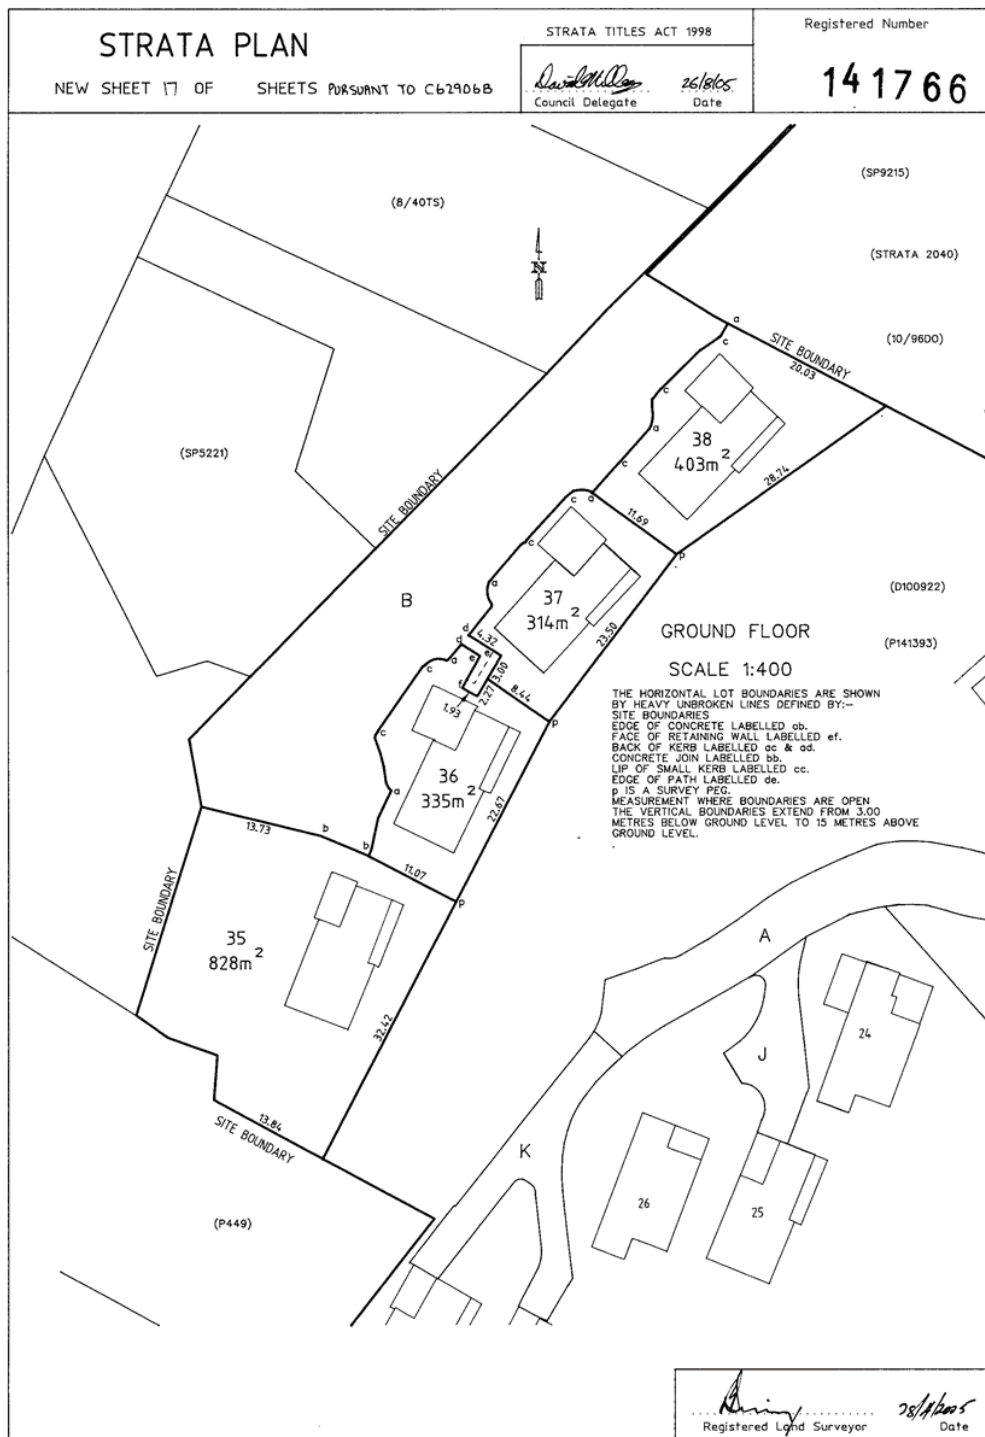 STRATA PLAN
NEW SHEET 17 OF SHEETS PURSUANT TO C629068
STRATA TITLES ACT 1998
26/8/05
Council Delegate Date
Registered Number
141766
(SP9215)
(8/40TS)
(STRATA 2040)
N
a
SITE BOUNDARY
(10/96DO)
c
20.03
c
38
403m²
a
(SP5221)
c
28.74
SITE BOUNDARY
c
a
11.69
c
p
a
37
314m²
(D100922)
B
d
4.32
23.50
GROUND FLOOR
(P141393)
d
e
e
a
c
3.00
SCALE 1:400
f
2.27
8.44
1.93
p
THE HORIZONTAL LOT BOUNDARIES ARE SHOWN
BY HEAVY UNBROKEN LINES DEFINED BY:-
SITE BOUNDARIES
EDGE OF CONCRETE LABELLED ab.
FACE OF RETAINING WALL LABELLED ef.
BACK OF KERB LABELLED ac & ad.
CONCRETE JOIN LABELLED bb.
LIP OF SMALL KERB LABELLED cc.
EDGE OF PATH LABELLED de.
p IS A SURVEY PEG.
MEASUREMENT WHERE BOUNDARIES ARE OPEN
THE VERTICAL BOUNDARIES EXTEND FROM 3.00
METRES BELOW GROUND LEVEL TO 15 METRES ABOVE
GROUND LEVEL.
c
36
335m²
a
22.67
13.73
b
b
11.07
p
SITE BOUNDARY
35
828m²
A
32.42
24
J
13.84
SITE BOUNDARY
K
26
25
(P449)
Registered Land Surveyor Date